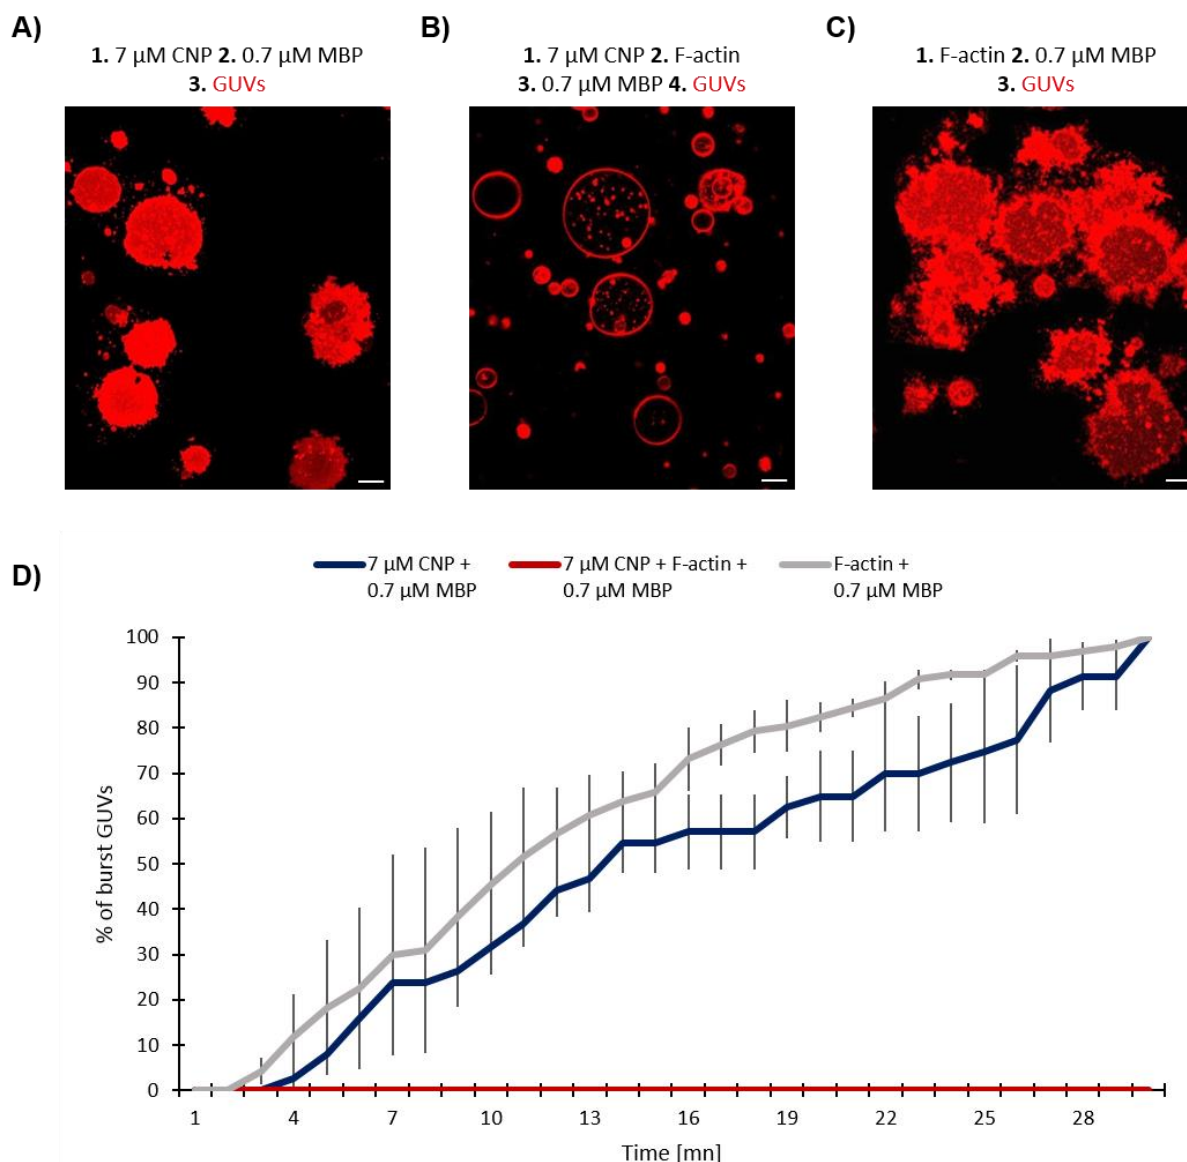 A)
1. 7 µM CNP 2. 0.7 µM MBP
3. GUVs
B)
1. 7 µM CNP 2. F-actin
3. 0.7 µM MBP 4. GUVs
C)
1. F-actin 2. 0.7 µM MBP
3. GUVs
D)
7 µM CNP +
0.7 µM MBP
7 µM CNP + F-actin +
0.7 µM MBP
F-actin +
0.7 µM MBP
% of burst GUVs
100
90
80
70
60
50
40
30
20
10
0
1 4 7 10 13 16 19 22 25 28
Time [mn]